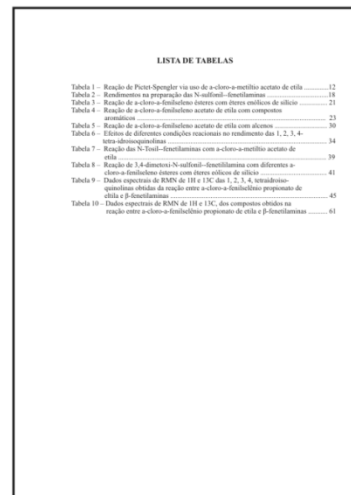 LISTA DE TABELAS
Tabela 1 – Reação de Pictet-Spengler via uso de a-cloro-a-metiltio acetato de etila ....................12
Tabela 2 – Rendimentos na preparação das N-sulfonil--fenetilaminas ................................18
Tabela 3 – Reação de a-cloro-a-fenilseleno ésteres com éteres enólicos de silício ........... 21
Tabela 4 – Reação de a-cloro-a-fenilseleno acetato de etila com compostos
aromáticos ........................................................................................ 23
Tabela 5 – Reação de a-cloro-a-fenilseleno acetato de etila com alcenos ........................ 30
Tabela 6 – Efeitos de diferentes condições reacionais no rendimento das 1, 2, 3, 4-
tetra-idroisoquinolinas ........................................................................ 34
Tabela 7 – Reação das N-Tosil--fenetilaminas com a-cloro-a-metiltio acetato de
etila .................................................................................................. 39
Tabela 8 – Reação de 3,4-dimetoxi-N-sulfonil--fenetililamina com diferentes a-
cloro-a-fenilseleno ésteres com éteres eólicos de silício ........................ 41
Tabela 9 – Dados espectrais de RMN de 1H e 13C das 1, 2, 3, 4, tetraidroiso-
quinolinas obtidas da reação entre a-cloro-a-fenilselênio propionato de
eltila e β-fenetilaminas ........................................................................ 45
Tabela 10 – Dados espectrais de RMN de 1H e 13C, dos compostos obtidos na
reação entre a-cloro-a-fenilselênio propionato de etila e β-fenetilaminas .......... 61